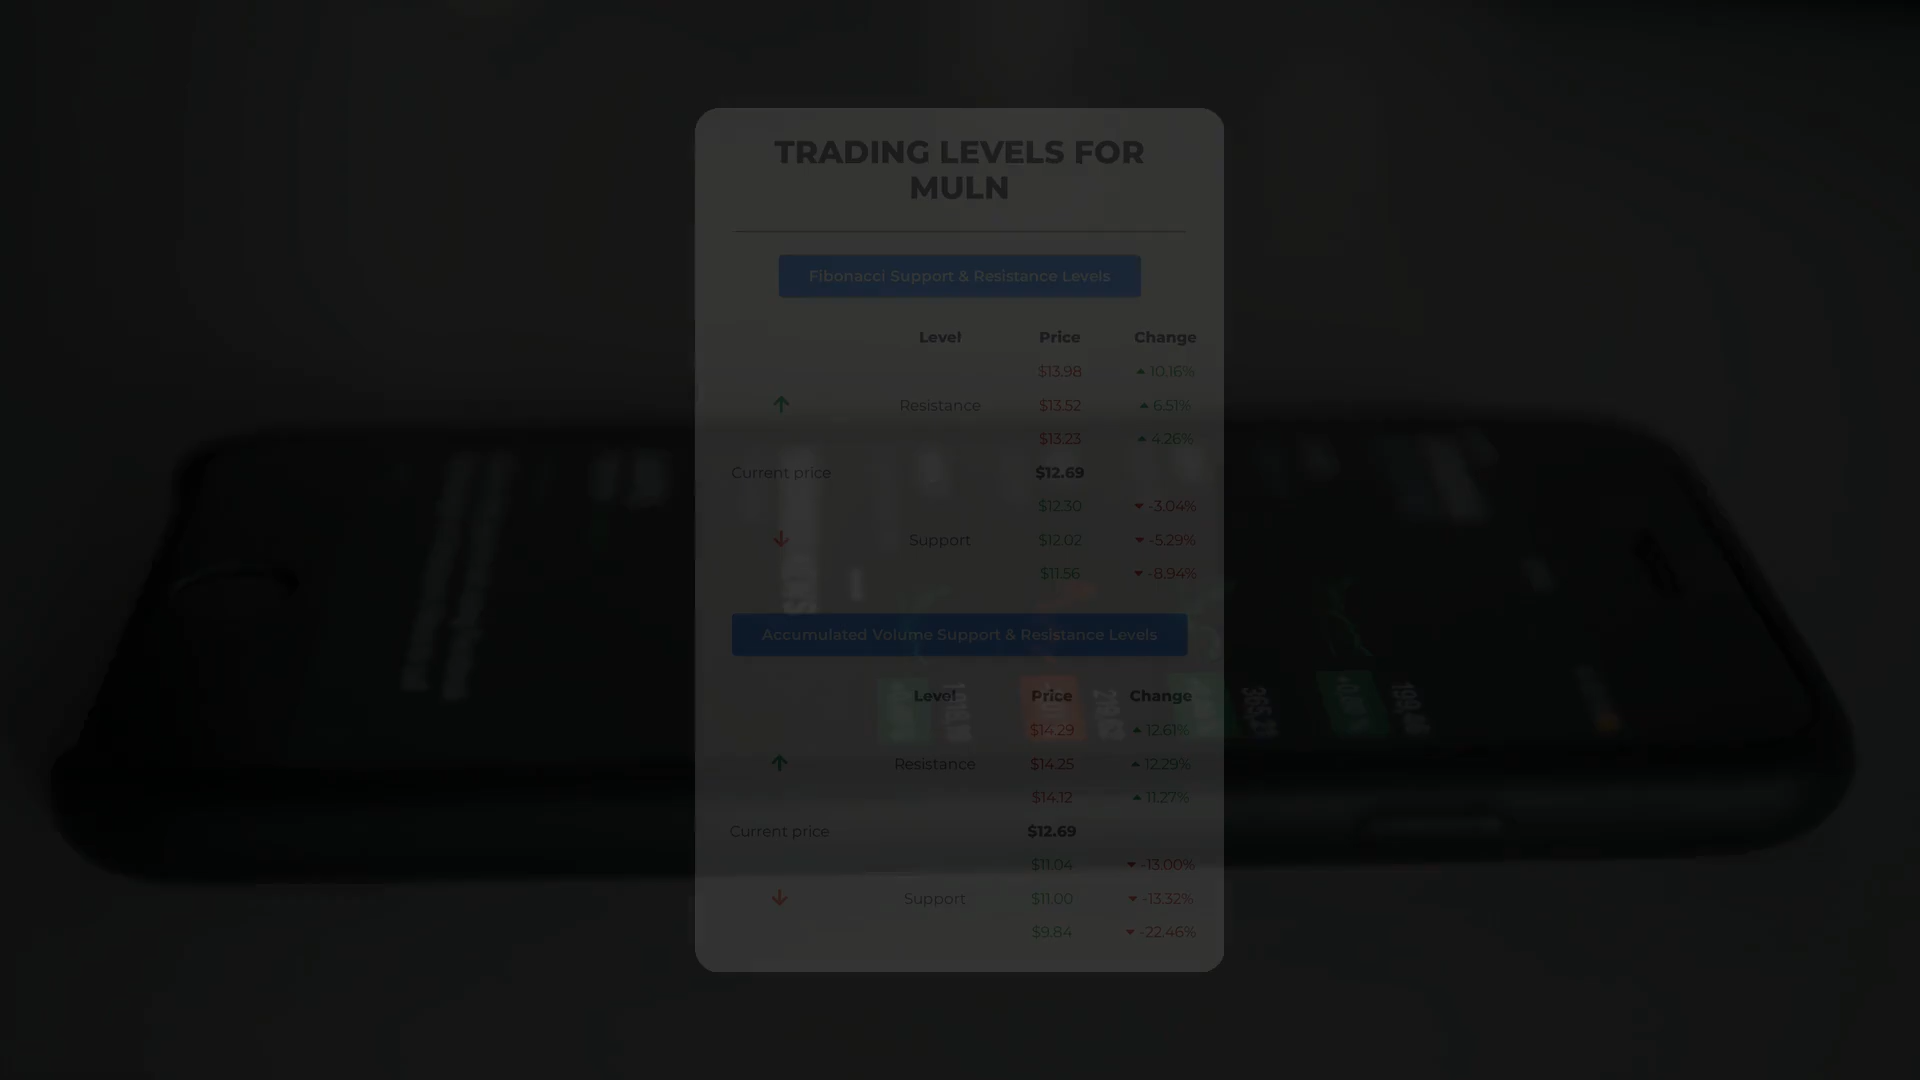 TRADING LEVELS FOR
MULN
Fibonacci Support & Resistance Levels
Level Price Change
$13.98 10.16%
Resistance $13.52 6.51%
$13.23 4.26%
Current price $12.69
$12.30 -3.04%
Support $12.02 -5.29%
$11.56 -8.94%
Accumulated Volume Support & Resistance Levels
Level Price Change
$14.29 12.61%
Resistance $14.25 12.29%
$14.12 11.27%
Current price $12.69
$11.04 -13.00%
Support $11.00 -13.32%
$9.84 -22.46%